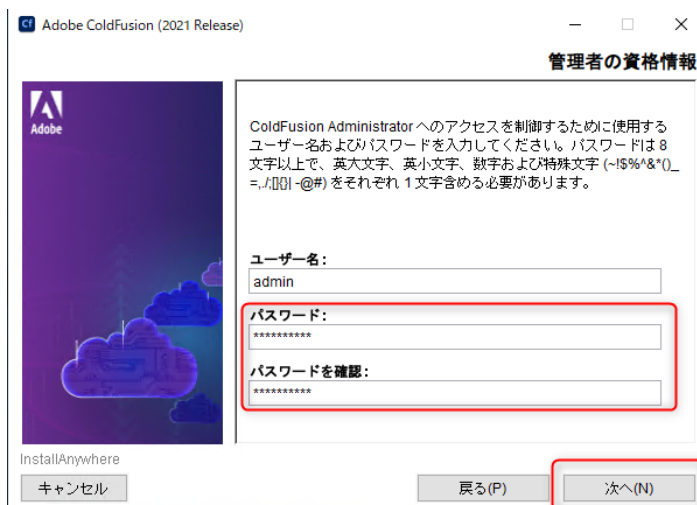 Cf Adobe ColdFusion (2021 Release)
管理者の資格情報
Adobe
ColdFusion Administrator へのアクセスを制御するために使用する
ユーザー名およびパスワードを入力してください。パスワードは 8
文字以上で、英大文字、英小文字、数字および特殊文字 (~!$%^&*()_
=,./;[]{}| -@#) をそれぞれ 1 文字含める必要があります。
ユーザー名:
admin
パスワード:
**********
パスワードを確認:
**********
InstallAnywhere
キャンセル
戻る(P)
次へ(N)